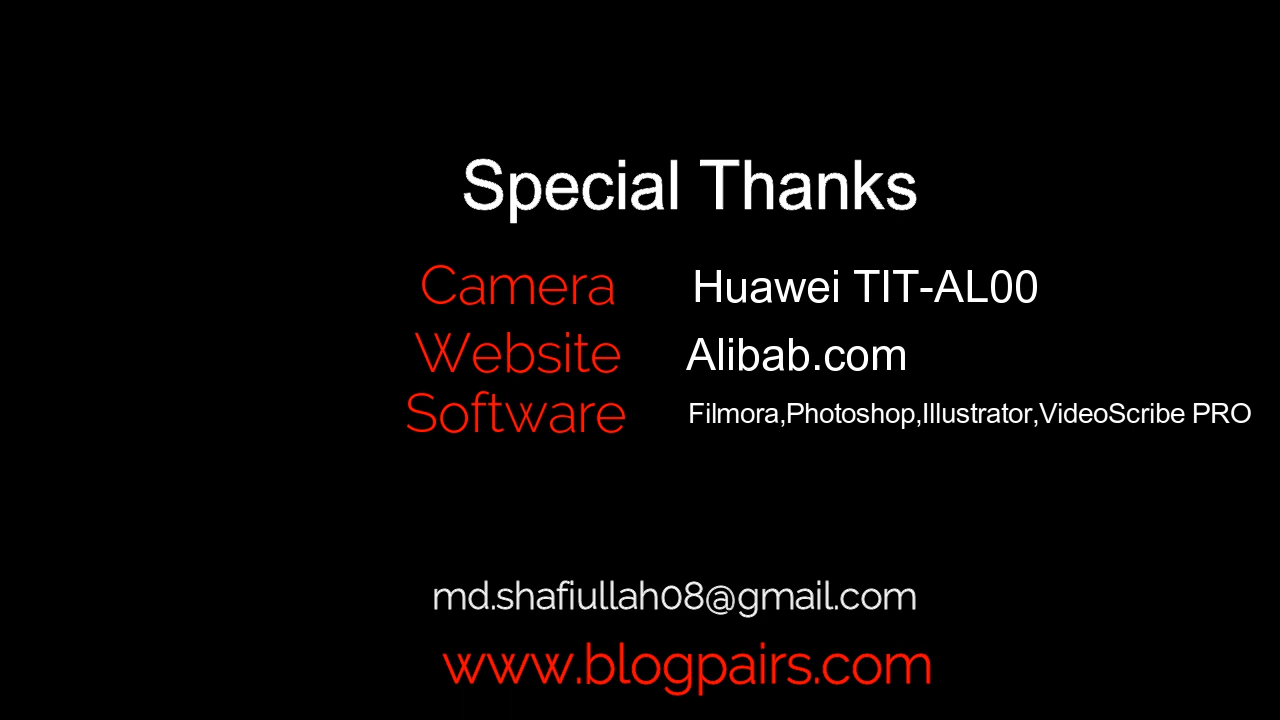 Special Thanks
Camera Huawei TIT-AL00
Website Alibab.com
Software Filmora,Photoshop,Illustrator,VideoScribe PRO
md.shafiullah08@gmail.com
www.blogpairs.com